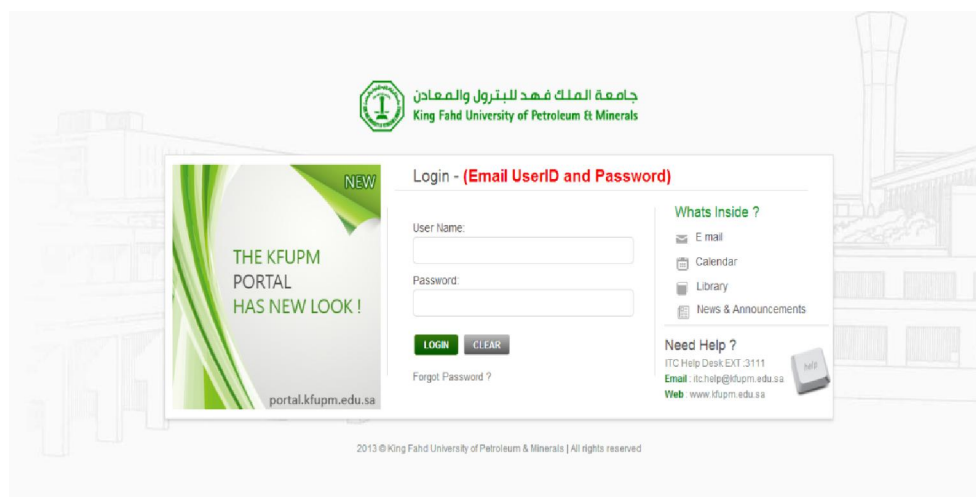 جامعة الملك فهد للبترول والمعادن
King Fahd University of Petroleum & Minerals
NEW
THE KFUPM
PORTAL
HAS NEW LOOK !
portal.kfupm.edu.sa
Login - (Email UserID and Password)
User Name:
Password:
LOGIN CLEAR
Forgot Password ?
Whats Inside ?
E mail
Calendar
Library
News & Announcements
Need Help ?
ITC Help Desk EXT :3111
Email : itc.help@kfupm.edu.sa
Web : www.kfupm.edu.sa
help
2013 © King Fahd University of Petroleum & Minerals | All rights reserved